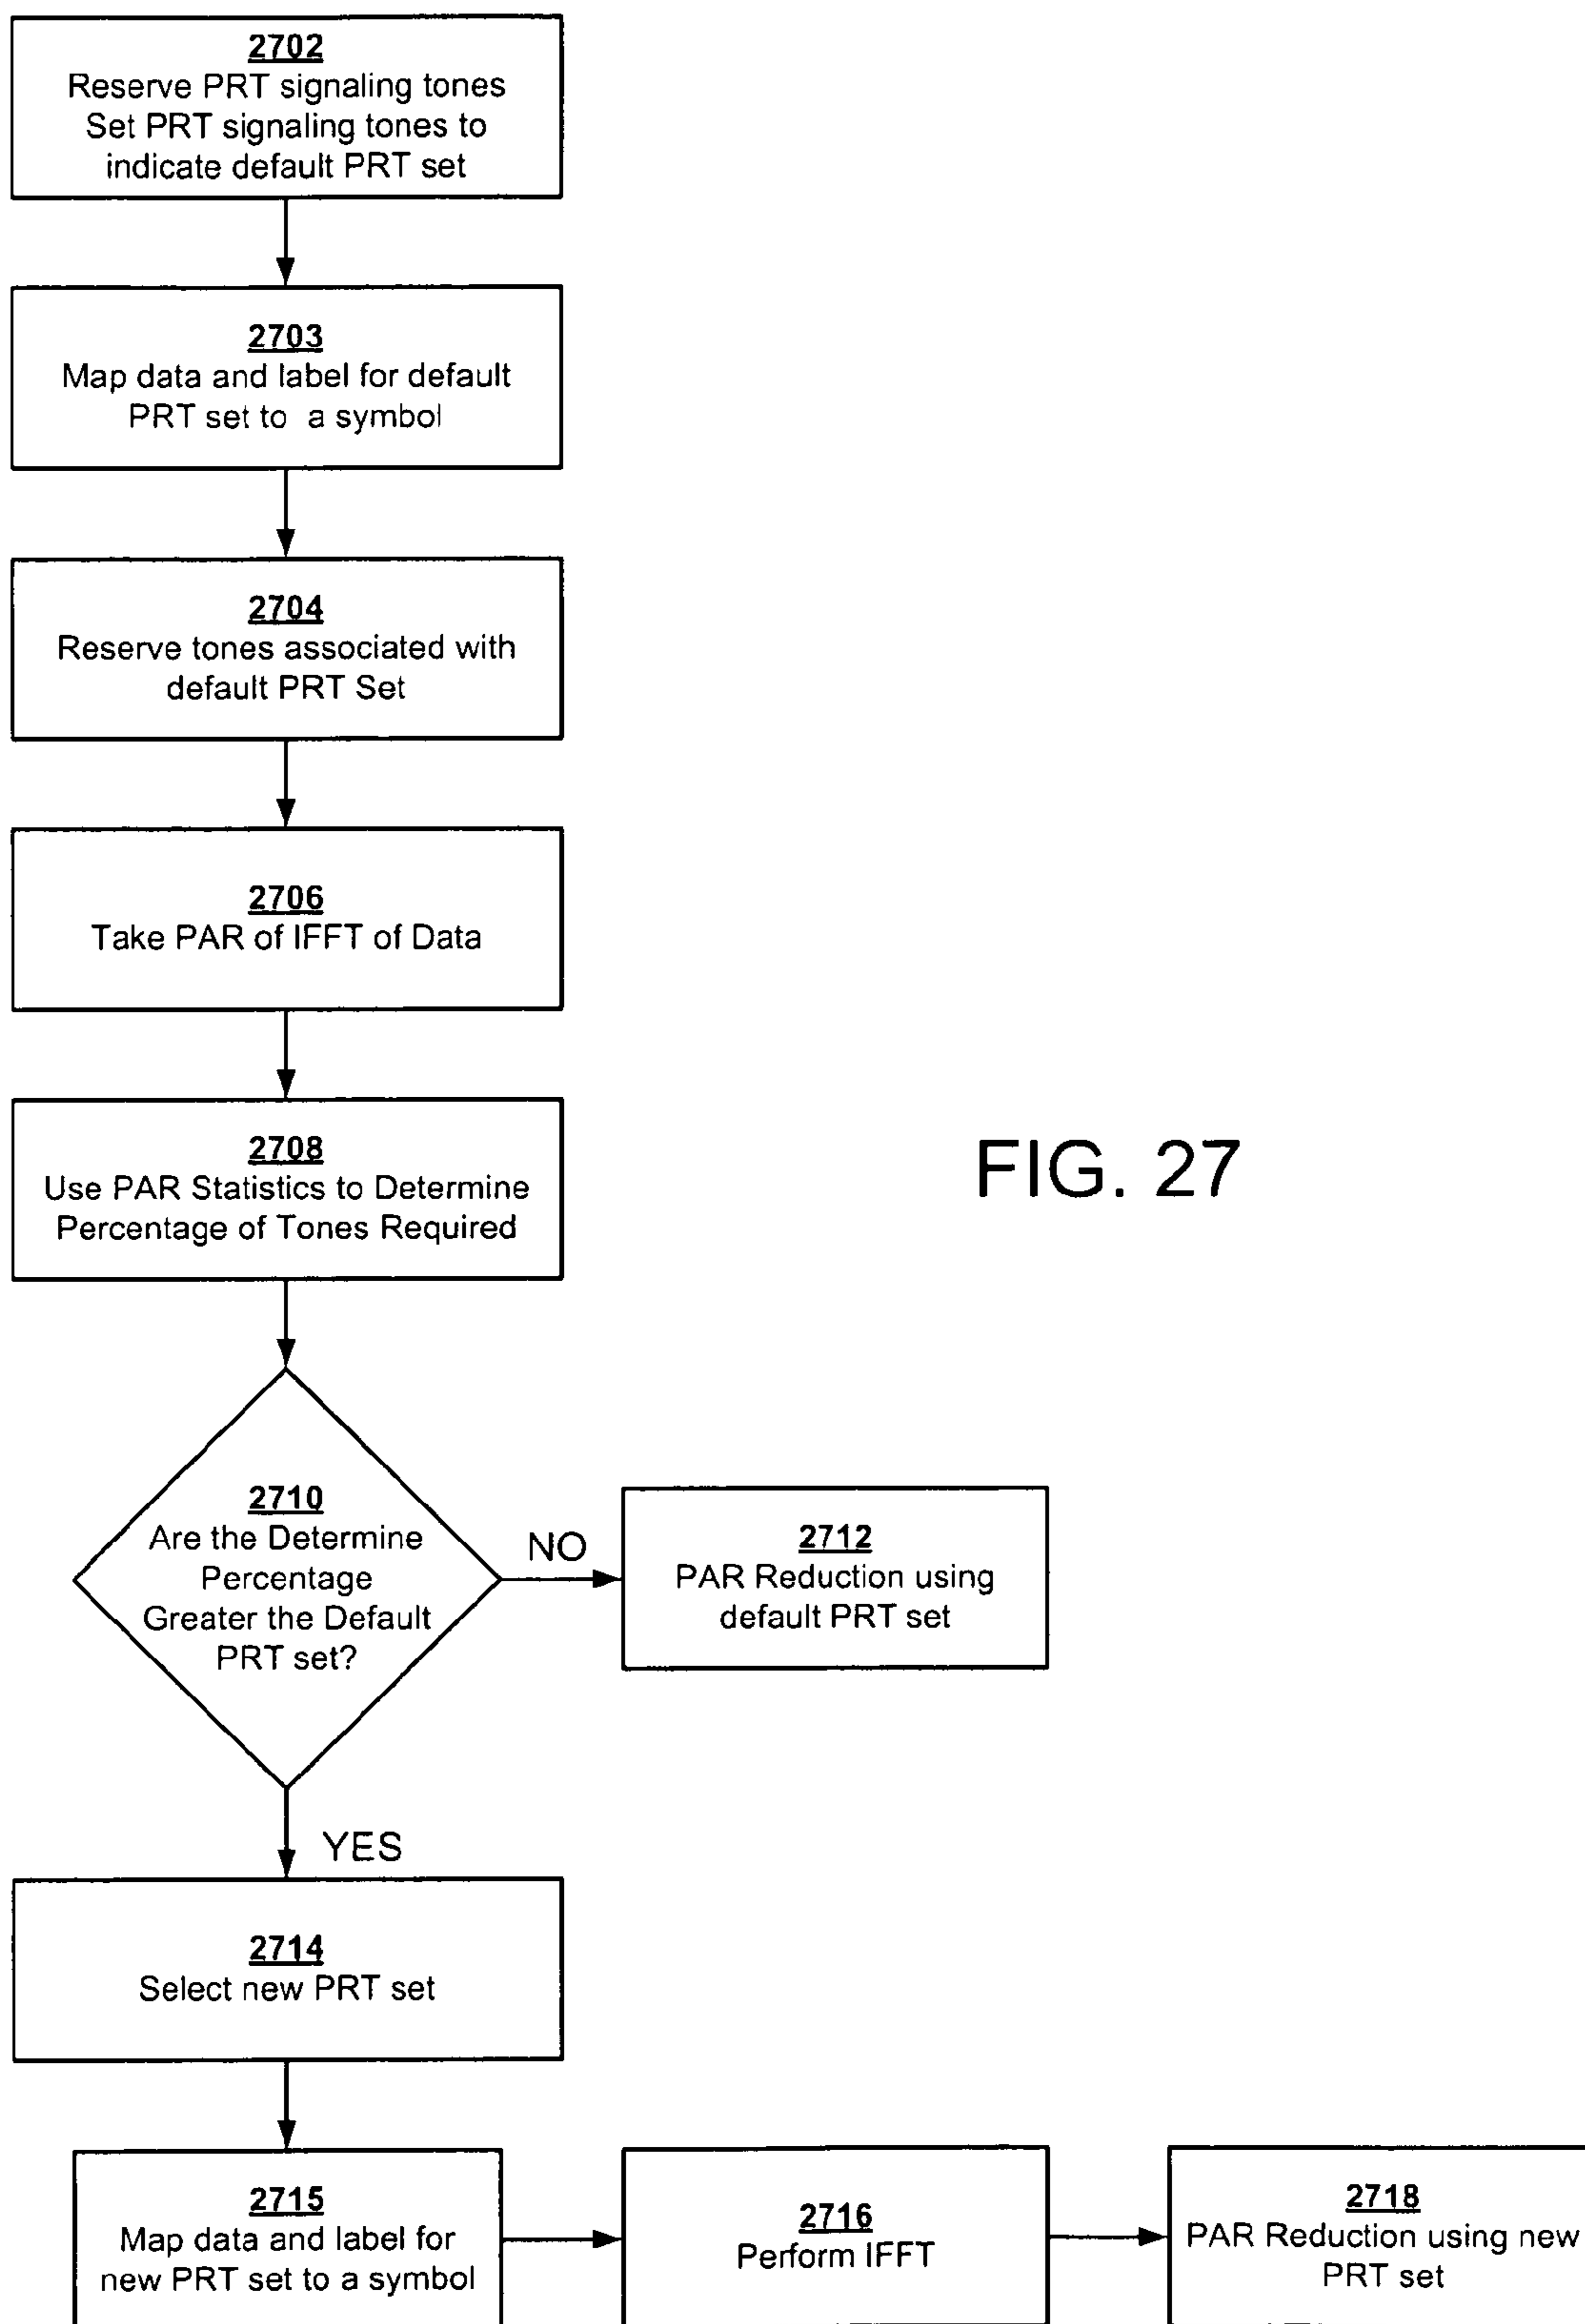 2702
Reserve PRT signaling tones
Set PRT signaling tones to
indicate default PRT set
2703
Map data and label for default
PRT set to a symbol
2704
Reserve tones associated with
default PRT Set
2706
Take PAR of IFFT of Data
2708
Use PAR Statistics to Determine
Percentage of Tones Required
FIG. 27
2710
Are the Determine
Percentage
Greater the Default
PRT set?
NO
2712
PAR Reduction using
default PRT set
YES
2714
Select new PRT set
2715
Map data and label for
new PRT set to a symbol
2716
Perform IFFT
2718
PAR Reduction using new
PRT set